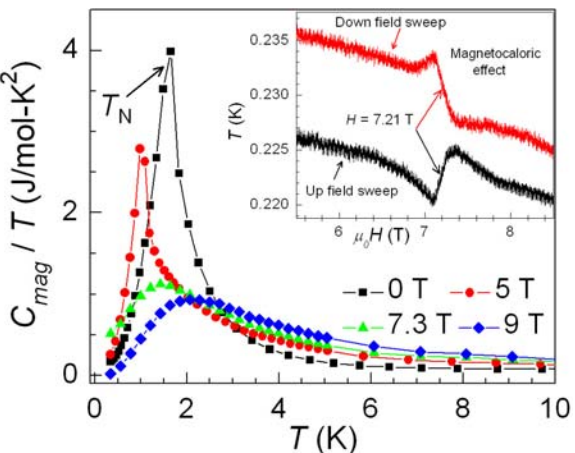 4
2
0
C_mag / T (J/mol-K²)
T_N
0 2 4 6 8 10
T (K)
0 T 5 T
7.3 T 9 T
0.235
0.230
0.225
0.220
T (K)
6 7 8
μ₀H (T)
Down field sweep
Magnetocaloric
effect
H = 7.21 T
Up field sweep